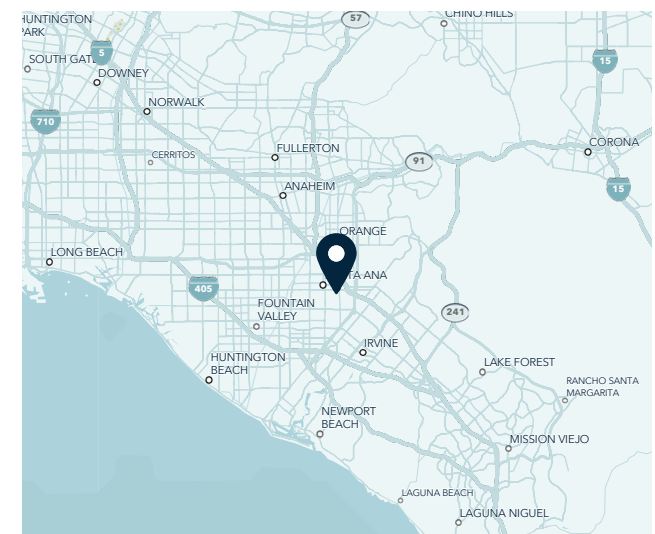 HUNTINGTON
PARK
57
CHINO HILLS
5
SOUTH GAT
DOWNEY
15
NORWALK
710
FULLERTON
CORONA
CERRITOS
91
ANAHEIM
15
ORANGE
LONG BEACH
TA ANA
405
FOUNTAIN
VALLEY
241
IRVINE
HUNTINGTON
BEACH
LAKE FOREST
RANCHO SANTA
MARGARITA
NEWPORT
BEACH
MISSION VIEJO
LAGUNA BEACH
LAGUNA NIGUEL